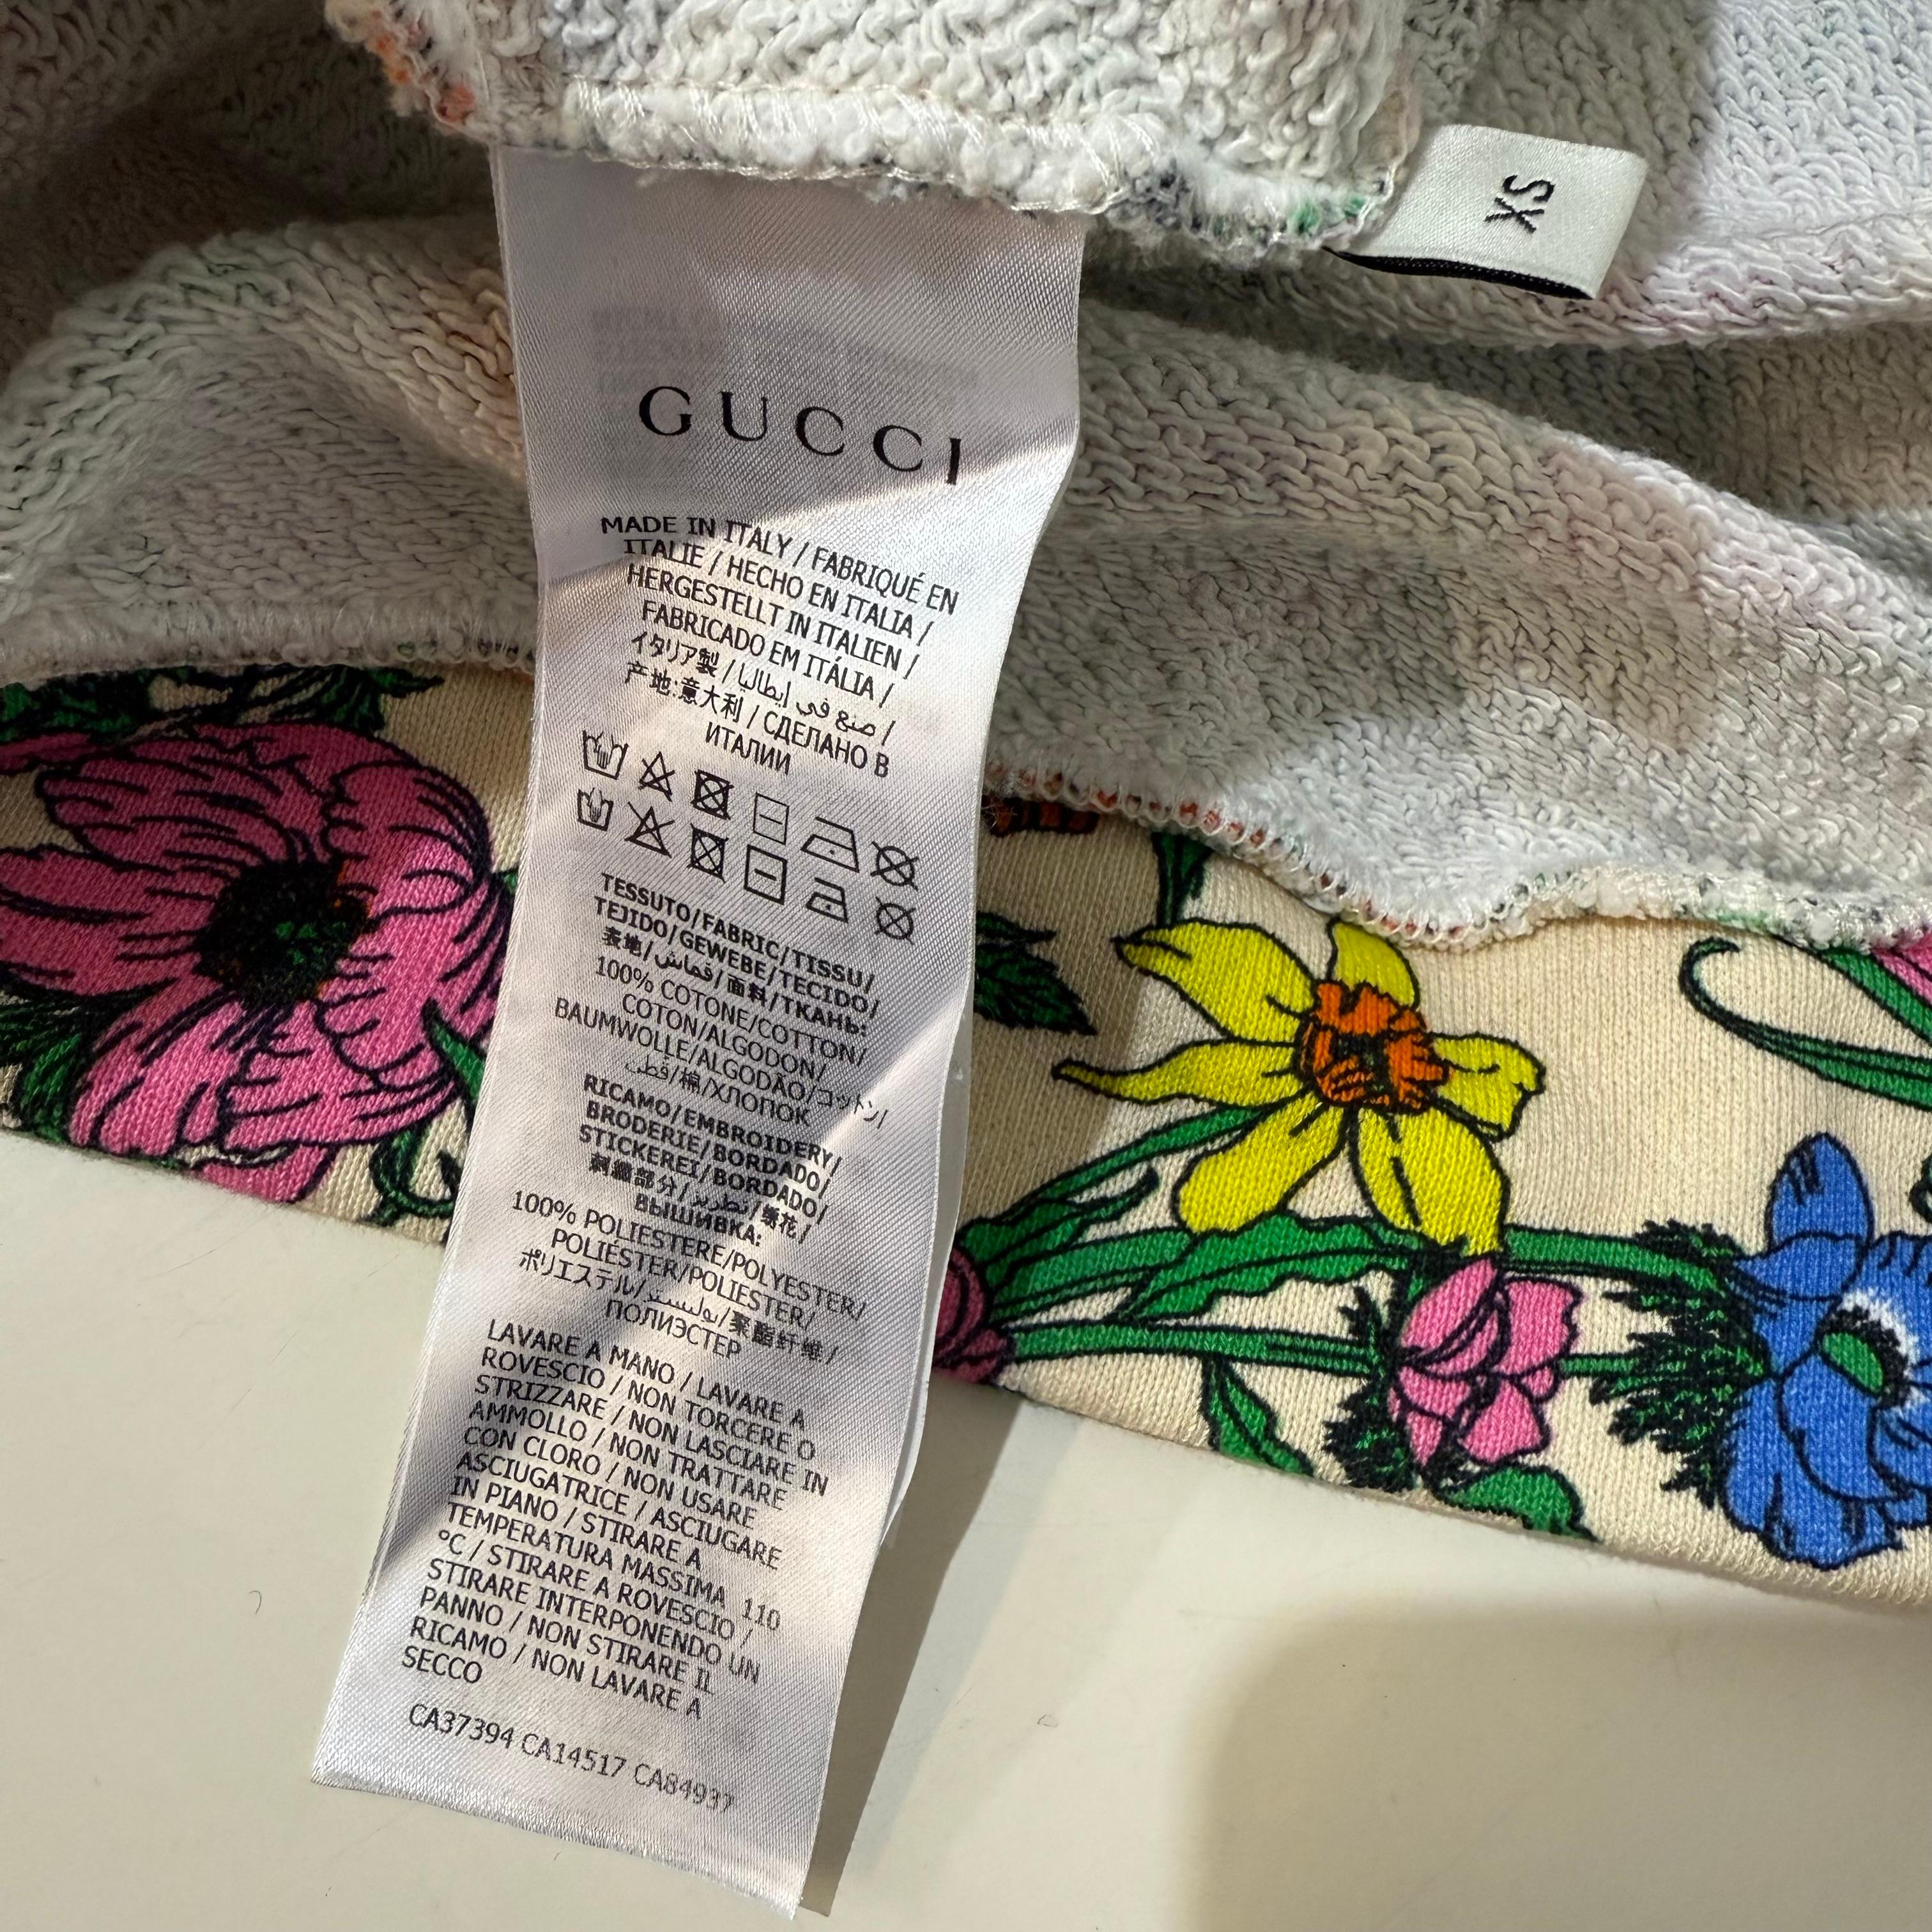 XS
GUCCI
MADE IN ITALY / FABRIQUÉ EN
ITALIE / HECHO EN ITALIA /
HERGESTELLT IN ITALIEN /
FABRICADO EM ITÁLIA /
イタリア製 / صنع في إيطاليا /
产地:意大利 / СДЕЛАНО В
ИТАЛИИ
TESSUTO/FABRIC/TISSU/
TEJIDO/GEWEBE/TECIDO/
表地/قماش/面料/ТКАНЬ:
100% COTONE/COTTON/
COTON/ALGODON/
BAUMWOLLE/ALGODÃO/コットン/
قطن/棉/ХЛОПОК
RICAMO/EMBROIDERY/
BRODERIE/BORDADO/
STICKEREI/BORDADO/
刺繍部分/تطريز/绣花/
ВЫШИВКА:
100% POLIESTERE/POLYESTER/
POLIÉSTER/POLIESTER/
ポリエステル/بوليستر/聚酯纤维/
ПОЛИЭСТЕР
LAVARE A MANO / LAVARE A
ROVESCIO / NON TORCERE O
STRIZZARE / NON LASCIARE IN
AMMOLLO / NON TRATTARE
CON CLORO / NON USARE
ASCIUGATRICE / ASCIUGARE
IN PIANO / STIRARE A
TEMPERATURA MASSIMA 110
°C / STIRARE A ROVESCIO /
STIRARE INTERPONENDO UN
PANNO / NON STIRARE IL
RICAMO / NON LAVARE A
SECCO
CA37394 CA14517 CA84937